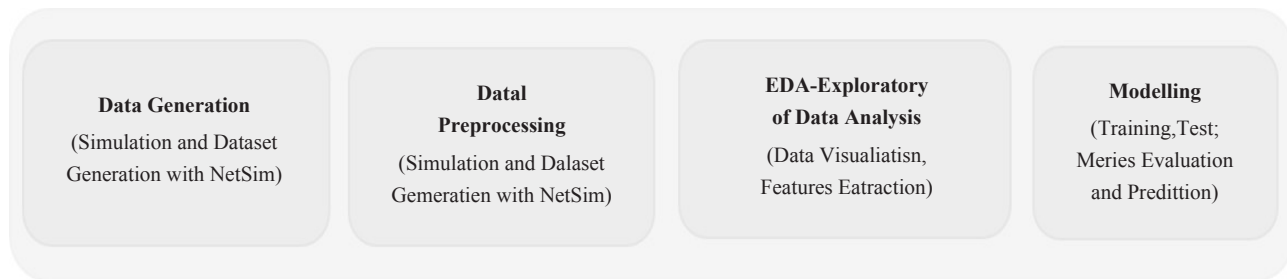 Data Generation
(Simulation and Dataset
Generation with NetSim)
Datal
Preprocessing
(Simulation and Dalaset
Gemeratien with NetSim)
EDA-Exploratory
of Data Analysis
(Data Visualiatisn,
Features Eatraction)
Modelling
(Training,Test;
Meries Evaluation
and Predittion)